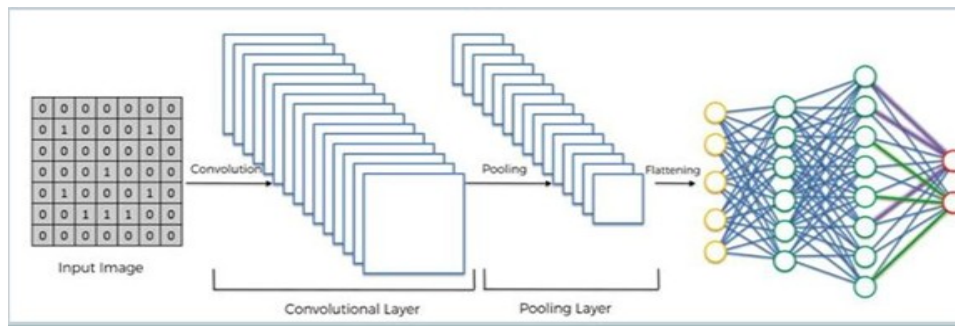 0 0 0 0 0 0 0
0 1 0 0 0 1 0
0 0 0 0 0 0 0
0 0 0 1 0 0 0
0 1 0 0 0 1 0
0 0 1 1 1 0 0
0 0 0 0 0 0 0
Input Image
Convolution
Convolutional Layer
Pooling
Pooling Layer
Flattening